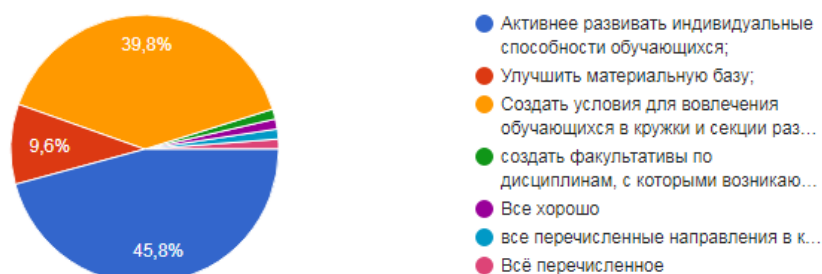 39,8%
9,6%
45,8%
Активнее развивать индивидуальные
способности обучающихся;
Улучшить материальную базу;
Создать условия для вовлечения
обучающихся в кружки и секции раз...
создать факультативы по
дисциплинам, с которыми возникаю...
Все хорошо
все перечисленные направления в к...
Всё перечисленное